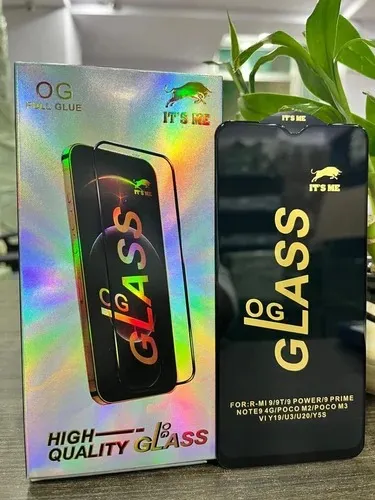 OG
FULL GLUE
IT'S ME
OG
GLASS
HIGH
QUALITY OG GLASS
IT'S ME
IT'S ME
OG
GLASS
FOR:R-MI 9/9T/9 POWER/9 PRIME
NOTE9 4G/POCO M2/POCO M3
VI Y19/U3/U20/Y5S